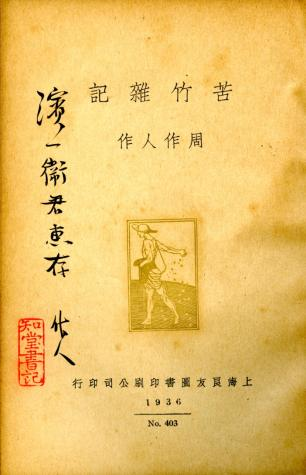 苦竹雜記
周作人作
濱一衛君惠存
作人
知堂書記
上海良友圖書印刷公司印行
1936
No. 403